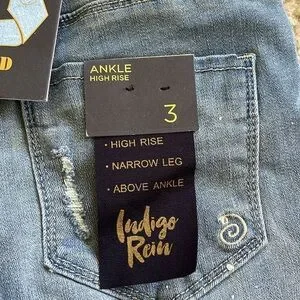 ANKLE
HIGH RISE
3
• HIGH RISE
• NARROW LEG
• ABOVE ANKLE
Indigo
Rein